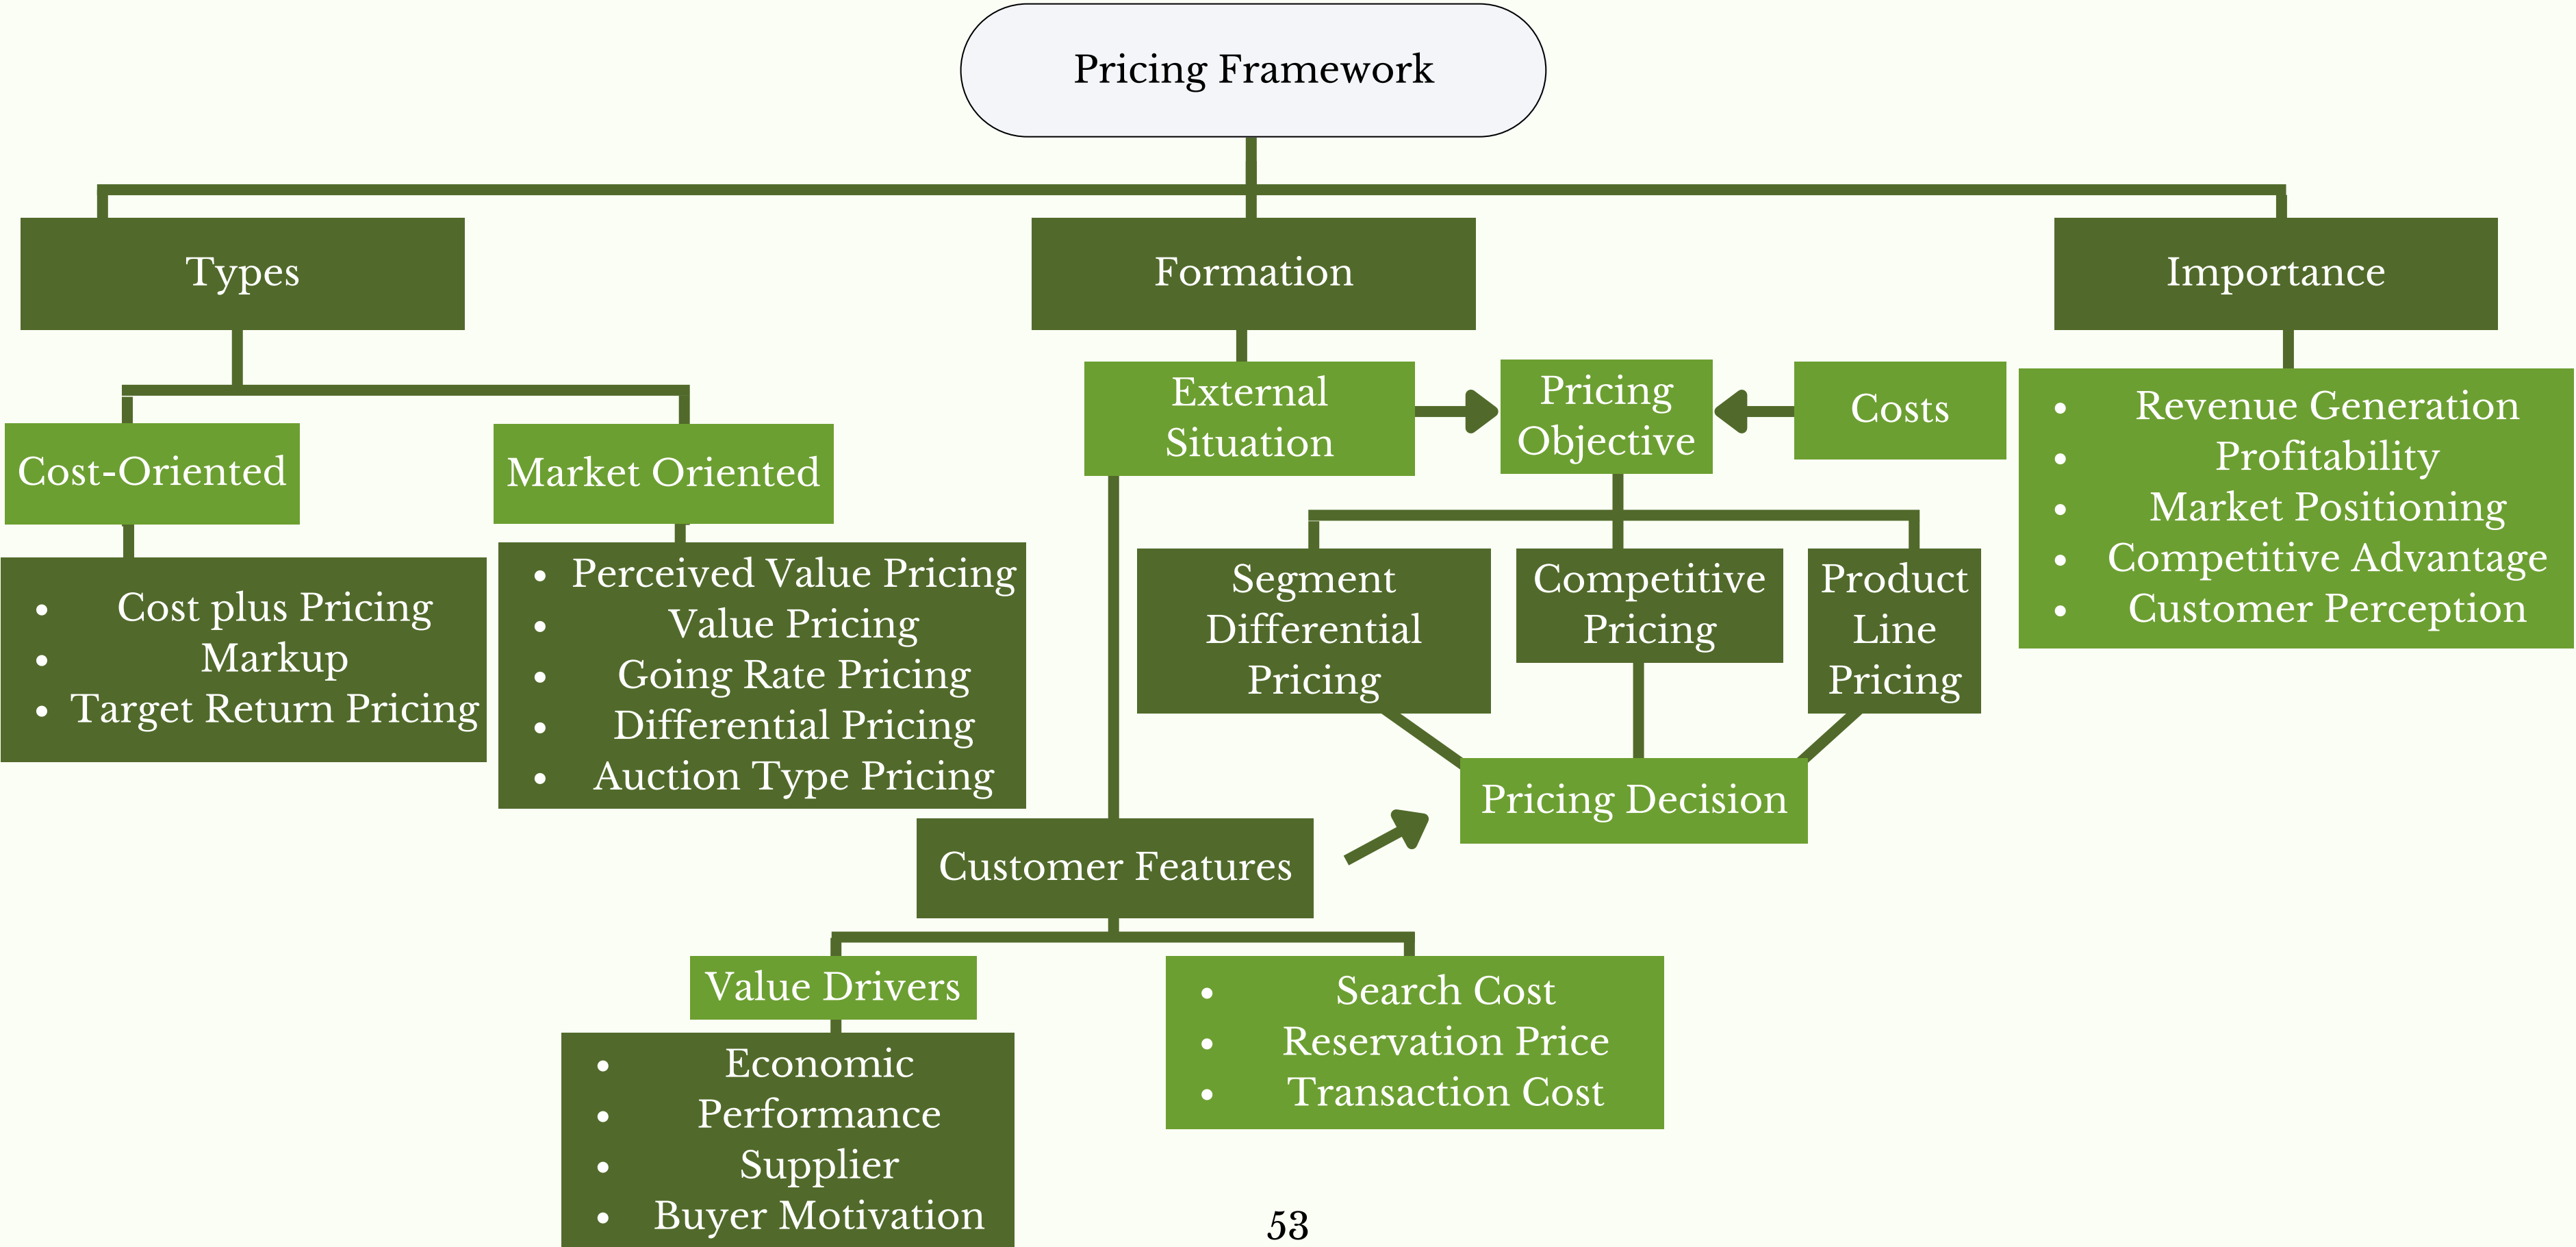 Pricing Framework
Types
Formation
Importance
Cost-Oriented
• Cost plus Pricing
• Markup
• Target Return Pricing
Market Oriented
• Perceived Value Pricing
• Value Pricing
• Going Rate Pricing
• Differential Pricing
• Auction Type Pricing
External
Situation
Pricing
Objective
Costs
Segment
Differential
Pricing
Competitive
Pricing
Product
Line
Pricing
Pricing Decision
Customer Features
Value Drivers
• Economic
• Performance
• Supplier
• Buyer Motivation
• Search Cost
• Reservation Price
• Transaction Cost
• Revenue Generation
• Profitability
• Market Positioning
• Competitive Advantage
• Customer Perception
53